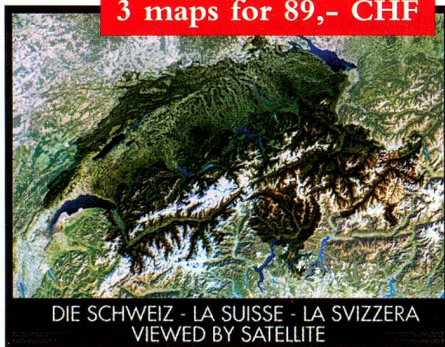 3 maps for 89,- CHF
DIE SCHWEIZ - LA SUISSE - LA SVIZZERA
VIEWED BY SATELLITE